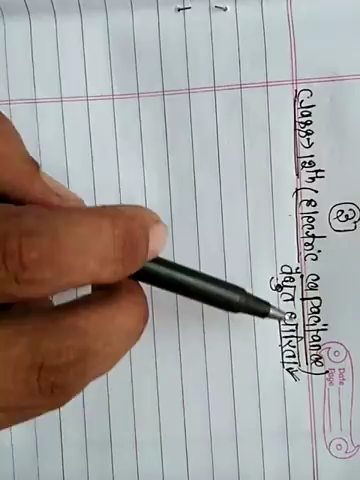 ③
Class → 12th (Electric capacitance)
वैद्युत धारिता
Date
Page